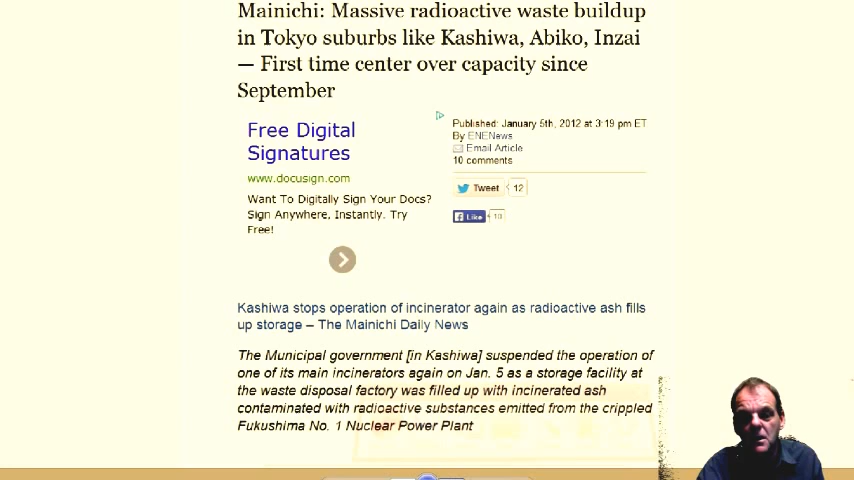 Mainichi: Massive radioactive waste buildup
in Tokyo suburbs like Kashiwa, Abiko, Inzai
— First time center over capacity since
September
Free Digital
Signatures
www.docusign.com
Want To Digitally Sign Your Docs?
Sign Anywhere, Instantly. Try
Free!
Published: January 5th, 2012 at 3:19 pm ET
By ENENews
Email Article
10 comments
Tweet 12
Like 10
Kashiwa stops operation of incinerator again as radioactive ash fills
up storage – The Mainichi Daily News
The Municipal government [in Kashiwa] suspended the operation of
one of its main incinerators again on Jan. 5 as a storage facility at
the waste disposal factory was filled up with incinerated ash
contaminated with radioactive substances emitted from the crippled
Fukushima No. 1 Nuclear Power Plant